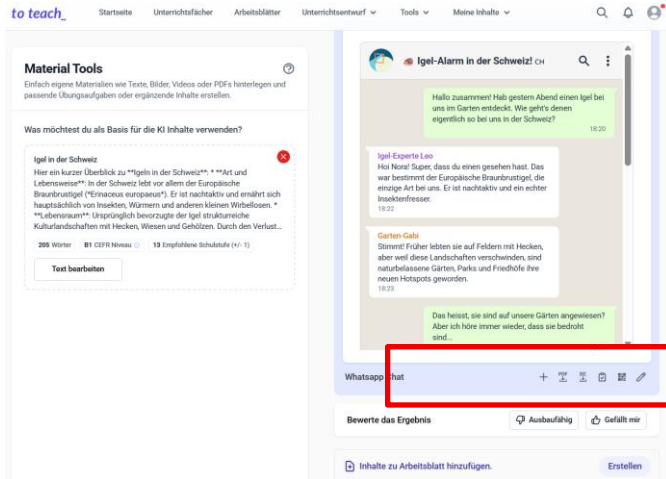 to teach_ Startseite Unterrichtsfächer Arbeitsblätter Unterrichtsentwurf Tools Meine Inhalte
Material Tools
Einfach eigene Materialien wie Texte, Bilder, Videos oder PDFs hinterlegen und
passende Übungsaufgaben oder ergänzende Inhalte erstellen.
Was möchtest du als Basis für die KI Inhalte verwenden?
Igel in der Schweiz
Hier ein kurzer Überblick zu **Igeln in der Schweiz**: * **Art und
Lebensweise**: In der Schweiz lebt vor allem der Europäische
Braunbrustigel (*Erinaceus europaeus*). Er ist nachtaktiv und ernährt sich
hauptsächlich von Insekten, Würmern und anderen kleinen Wirbellosen. *
**Lebensraum**: Ursprünglich bevorzugte der Igel strukturreiche
Kulturlandschaften mit Hecken, Wiesen und Gehölzen. Durch den Verlust...
205 Wörter B1 CEFR Niveau 13 Empfohlene Schulstufe (+/- 1)
Text bearbeiten
Igel-Alarm in der Schweiz! CH
Hallo zusammen! Hab gestern Abend einen Igel bei
uns im Garten entdeckt. Wie geht's denen
eigentlich so bei uns in der Schweiz?
18:20
Igel-Experte Leo
Hoi Nora! Super, dass du einen gesehen hast. Das
war bestimmt der Europäische Braunbrustigel, die
einzige Art bei uns. Er ist nachtaktiv und ein echter
Insektenfresser.
18:22
Garten-Gabi
Stimmt! Früher lebten sie auf Feldern mit Hecken,
aber weil diese Landschaften verschwinden, sind
naturbelassene Gärten, Parks und Friedhöfe ihre
neuen Hotspots geworden.
18:23
Das heisst, sie sind auf unsere Gärten angewiesen?
Aber ich höre immer wieder, dass sie bedroht
sind...
Whatsapp Chat
Bewerte das Ergebnis Ausbaufähig Gefällt mir
Inhalte zu Arbeitsblatt hinzufügen. Erstellen